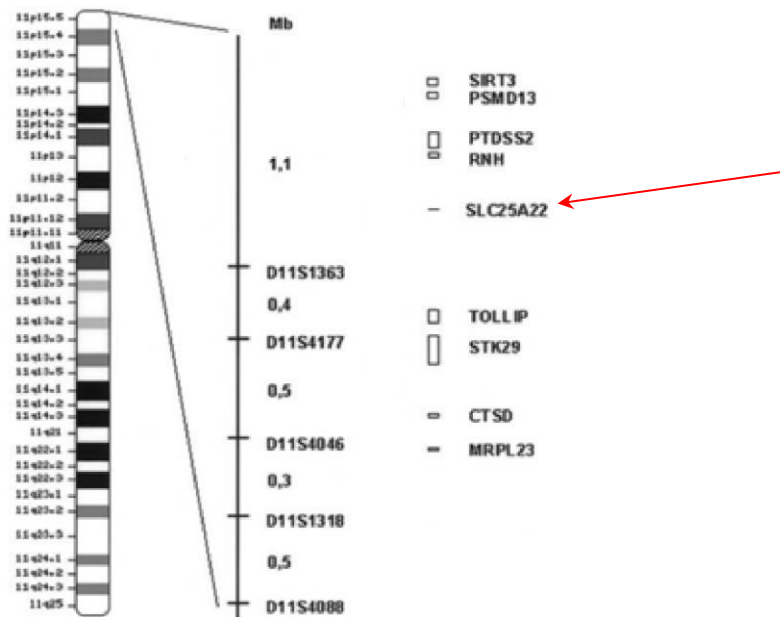 11p15.5
11p15.4
11p15.3
11p15.2
11p15.1
11p14.3
11p14.2
11p14.1
11p13
11p12
11p11.2
11p11.12
11p11.11
11q11
11q12.1
11q12.2
11q12.3
11q13.1
11q13.2
11q13.3
11q13.4
11q13.5
11q14.1
11q14.2
11q14.3
11q21
11q22.1
11q22.2
11q22.3
11q23.1
11q23.2
11q23.3
11q24.1
11q24.2
11q24.3
11q25
Mb
1,1
D11S1363
0,4
D11S4177
0,5
D11S4046
0,3
D11S1318
0,5
D11S4088
SIRT3
PSMD13
PTDSS2
RNH
SLC25A22
TOLLIP
STK29
CTSD
MRPL23